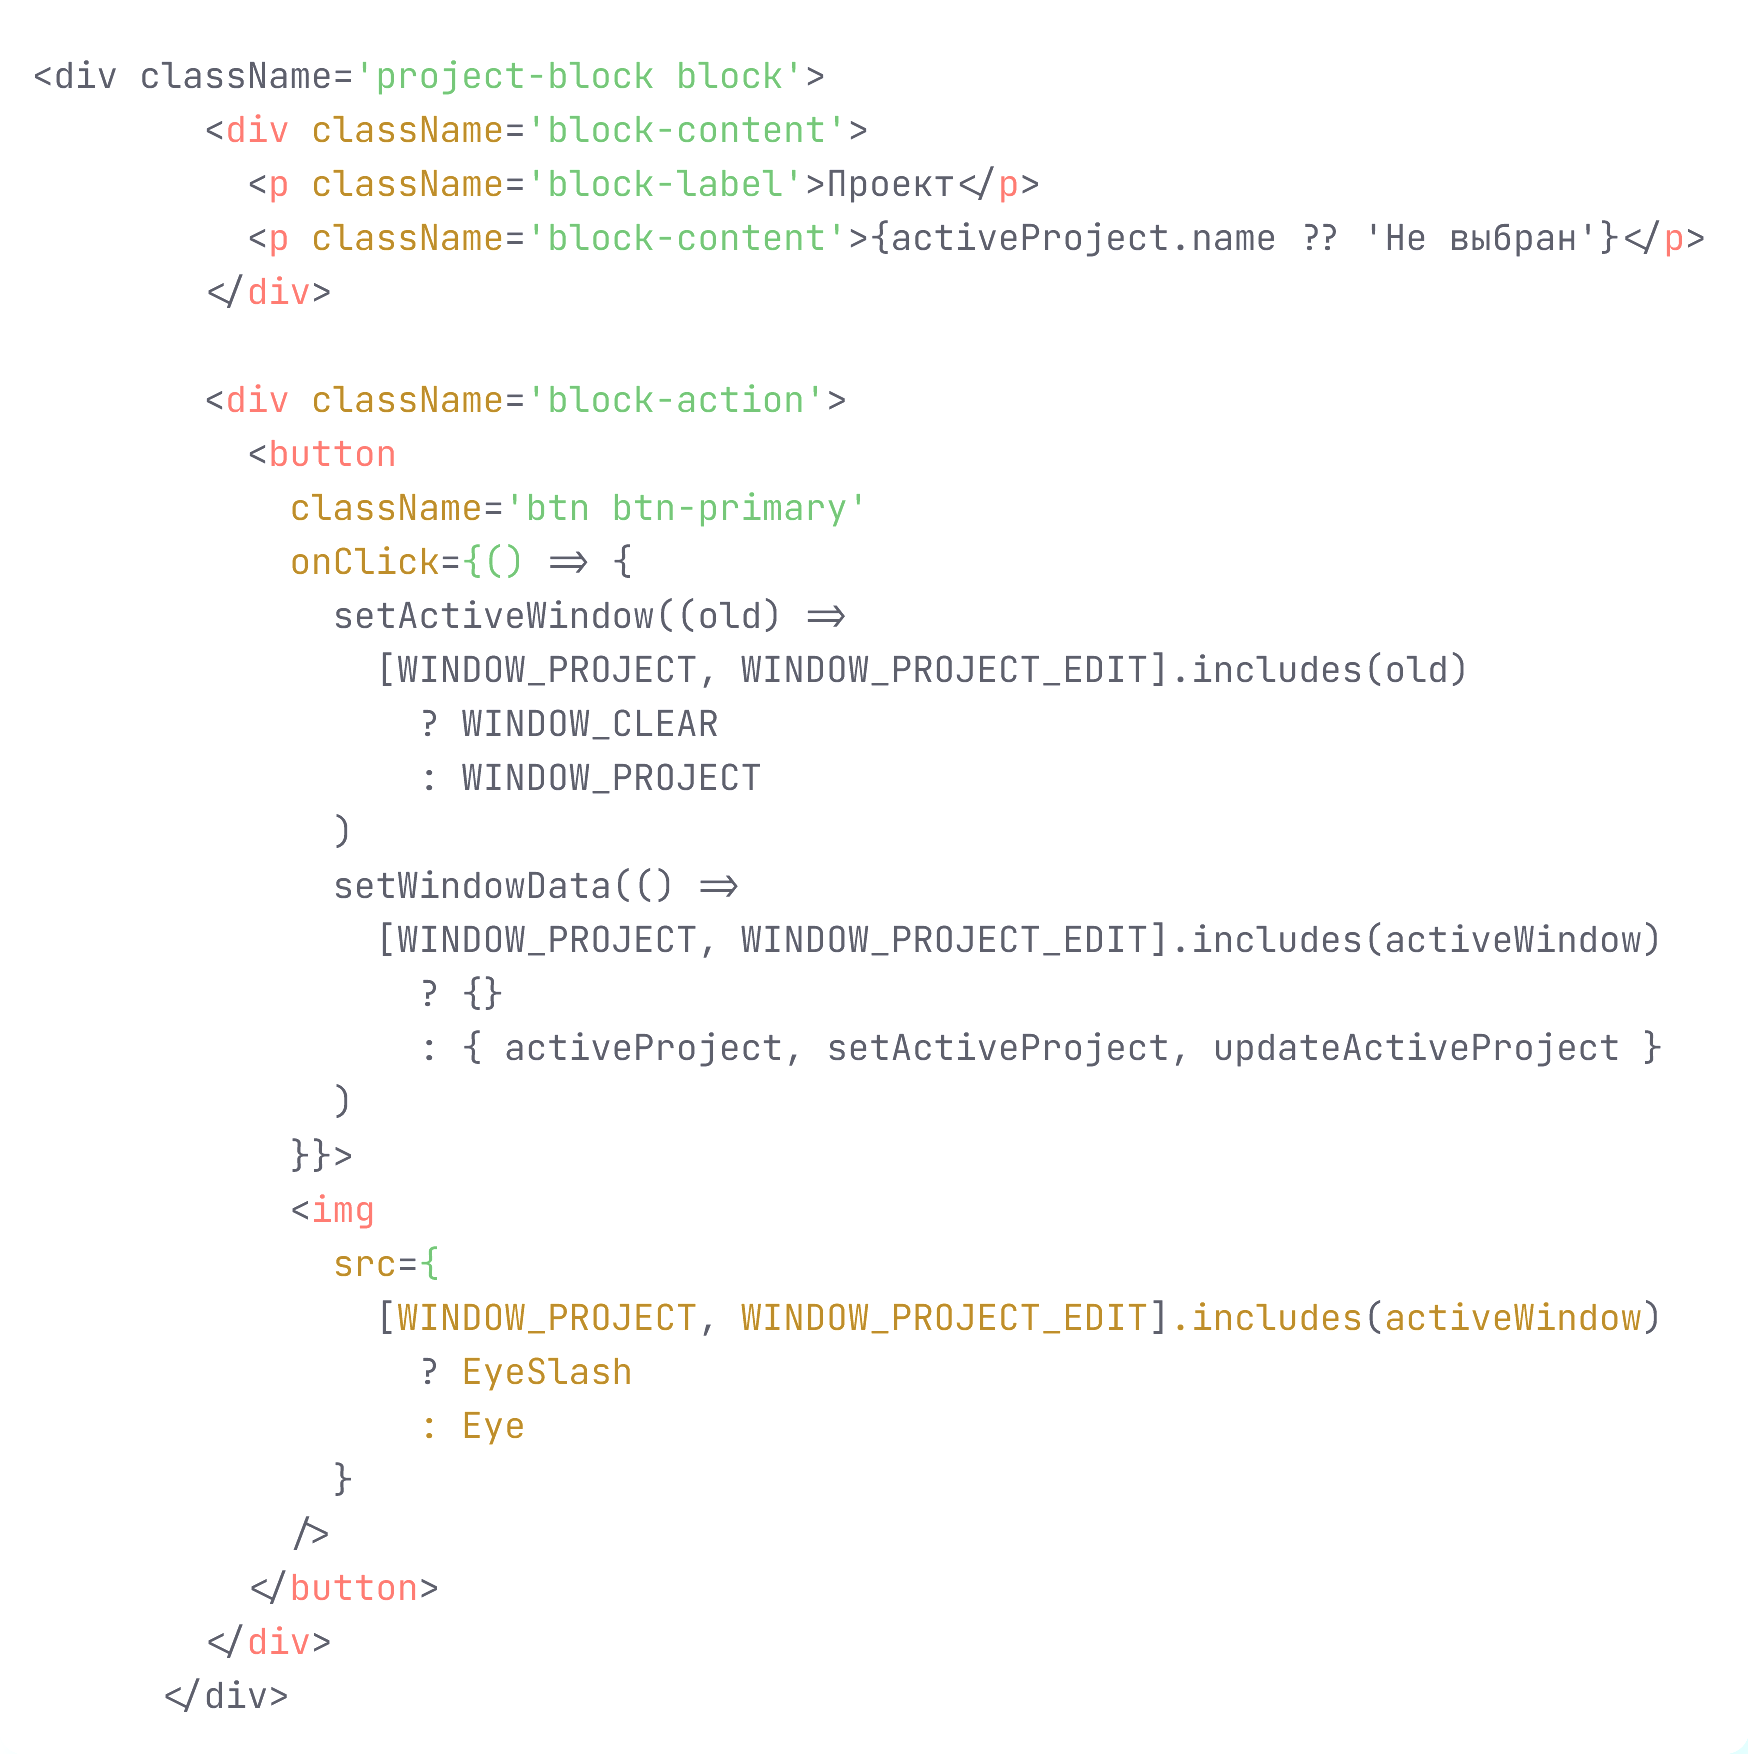 <div className='project-block block'>
        <div className='block-content'>
          <p className='block-label'>Проект</p>
          <p className='block-content'>{activeProject.name ?? 'Не выбран'}</p>
        </div>

        <div className='block-action'>
          <button
            className='btn btn-primary'
            onClick={() => {
              setActiveWindow((old) =>
                [WINDOW_PROJECT, WINDOW_PROJECT_EDIT].includes(old)
                  ? WINDOW_CLEAR
                  : WINDOW_PROJECT
              )
              setWindowData(() =>
                [WINDOW_PROJECT, WINDOW_PROJECT_EDIT].includes(activeWindow)
                  ? {}
                  : { activeProject, setActiveProject, updateActiveProject }
              )
            }}>
            <img
              src={
                [WINDOW_PROJECT, WINDOW_PROJECT_EDIT].includes(activeWindow)
                  ? EyeSlash
                  : Eye
              }
            />
          </button>
        </div>
      </div>